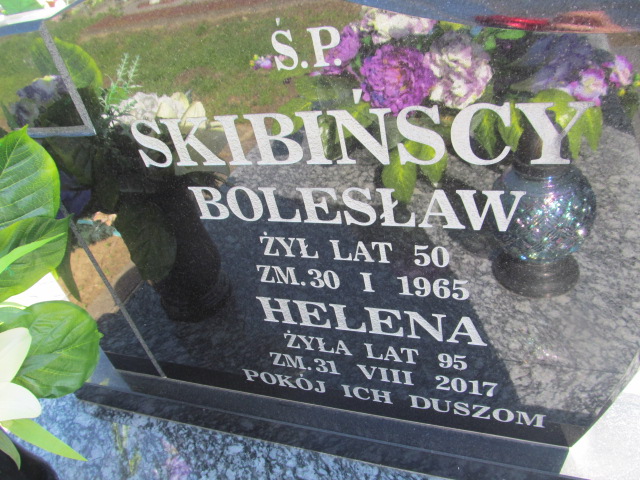 Ś.P.
SKIBIŃSCY
BOLESŁAW
ŻYŁ LAT 50
ZM. 30 I 1965
HELENA
ŻYŁA LAT 95
ZM. 31 VIII 2017
POKÓJ ICH DUSZOM